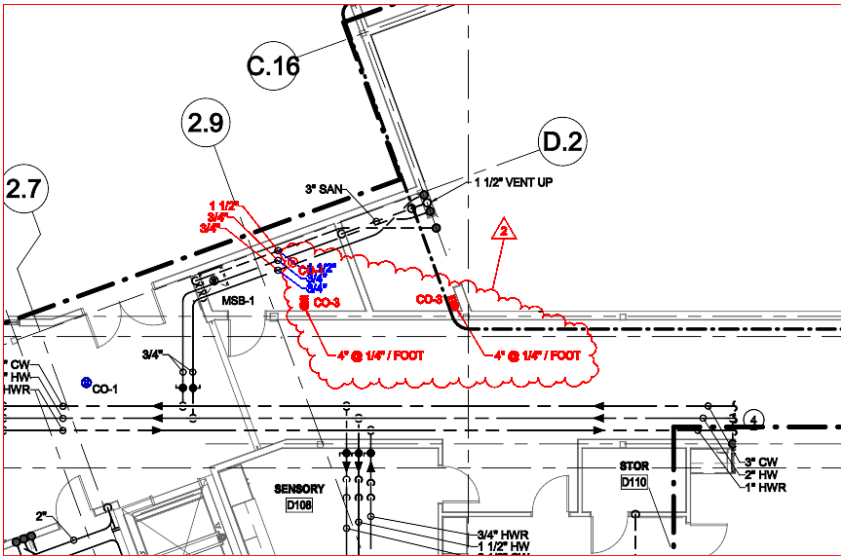 C.16
2.9
D.2
2.7
3" SAN
1 1/2" VENT UP
1 1/2"
3/4"
3/4"
2
1 1/2"
3/4"
3/4"
MSB-1
CO-3
CO-3
4" @ 1/4" / FOOT
4" @ 1/4" / FOOT
3/4"
" CW
" HW
HWR
CO-1
4
3" CW
2" HW
1" HWR
STOR
D110
SENSORY
D108
2"
3/4" HWR
1 1/2" HW